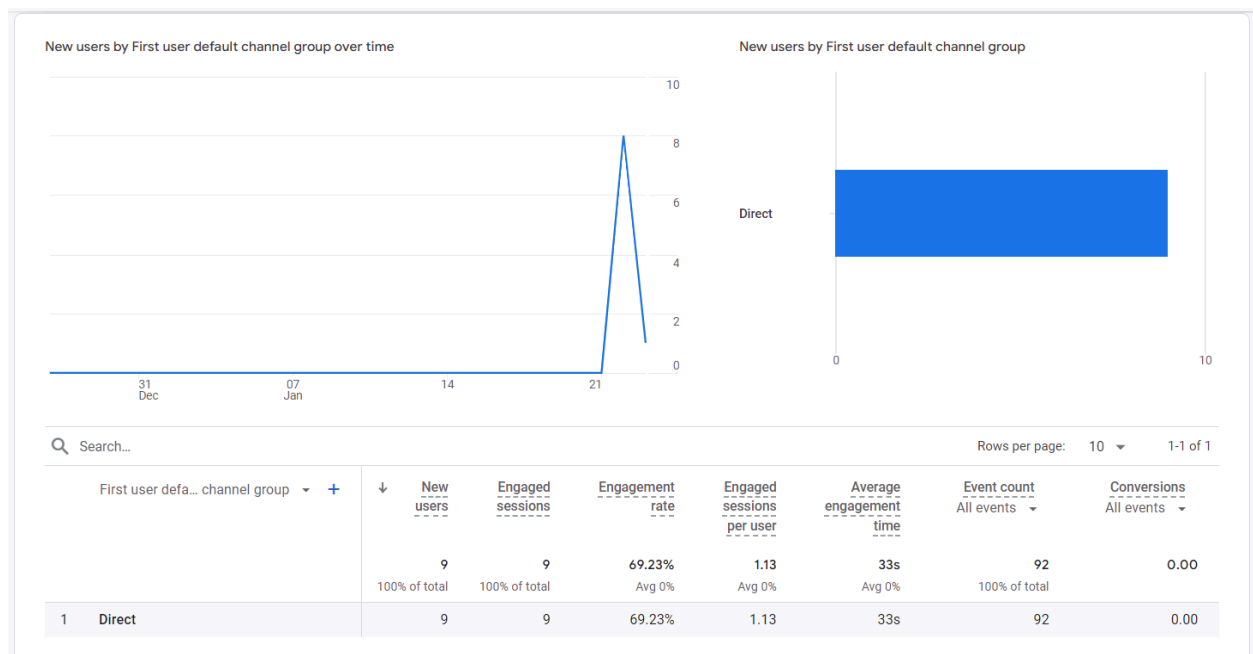 New users by First user default channel group over time
10
8
6
4
2
0
31
Dec
07
Jan
14
21
New users by First user default channel group
Direct
0
10
Search...
Rows per page: 10 1-1 of 1
First user defa... channel group +
New
users
Engaged
sessions
Engagement
rate
Engaged
sessions
per user
Average
engagement
time
Event count
All events
Conversions
All events
9 9 69.23% 1.13 33s 92 0.00
100% of total 100% of total Avg 0% Avg 0% Avg 0% 100% of total
1 Direct 9 9 69.23% 1.13 33s 92 0.00